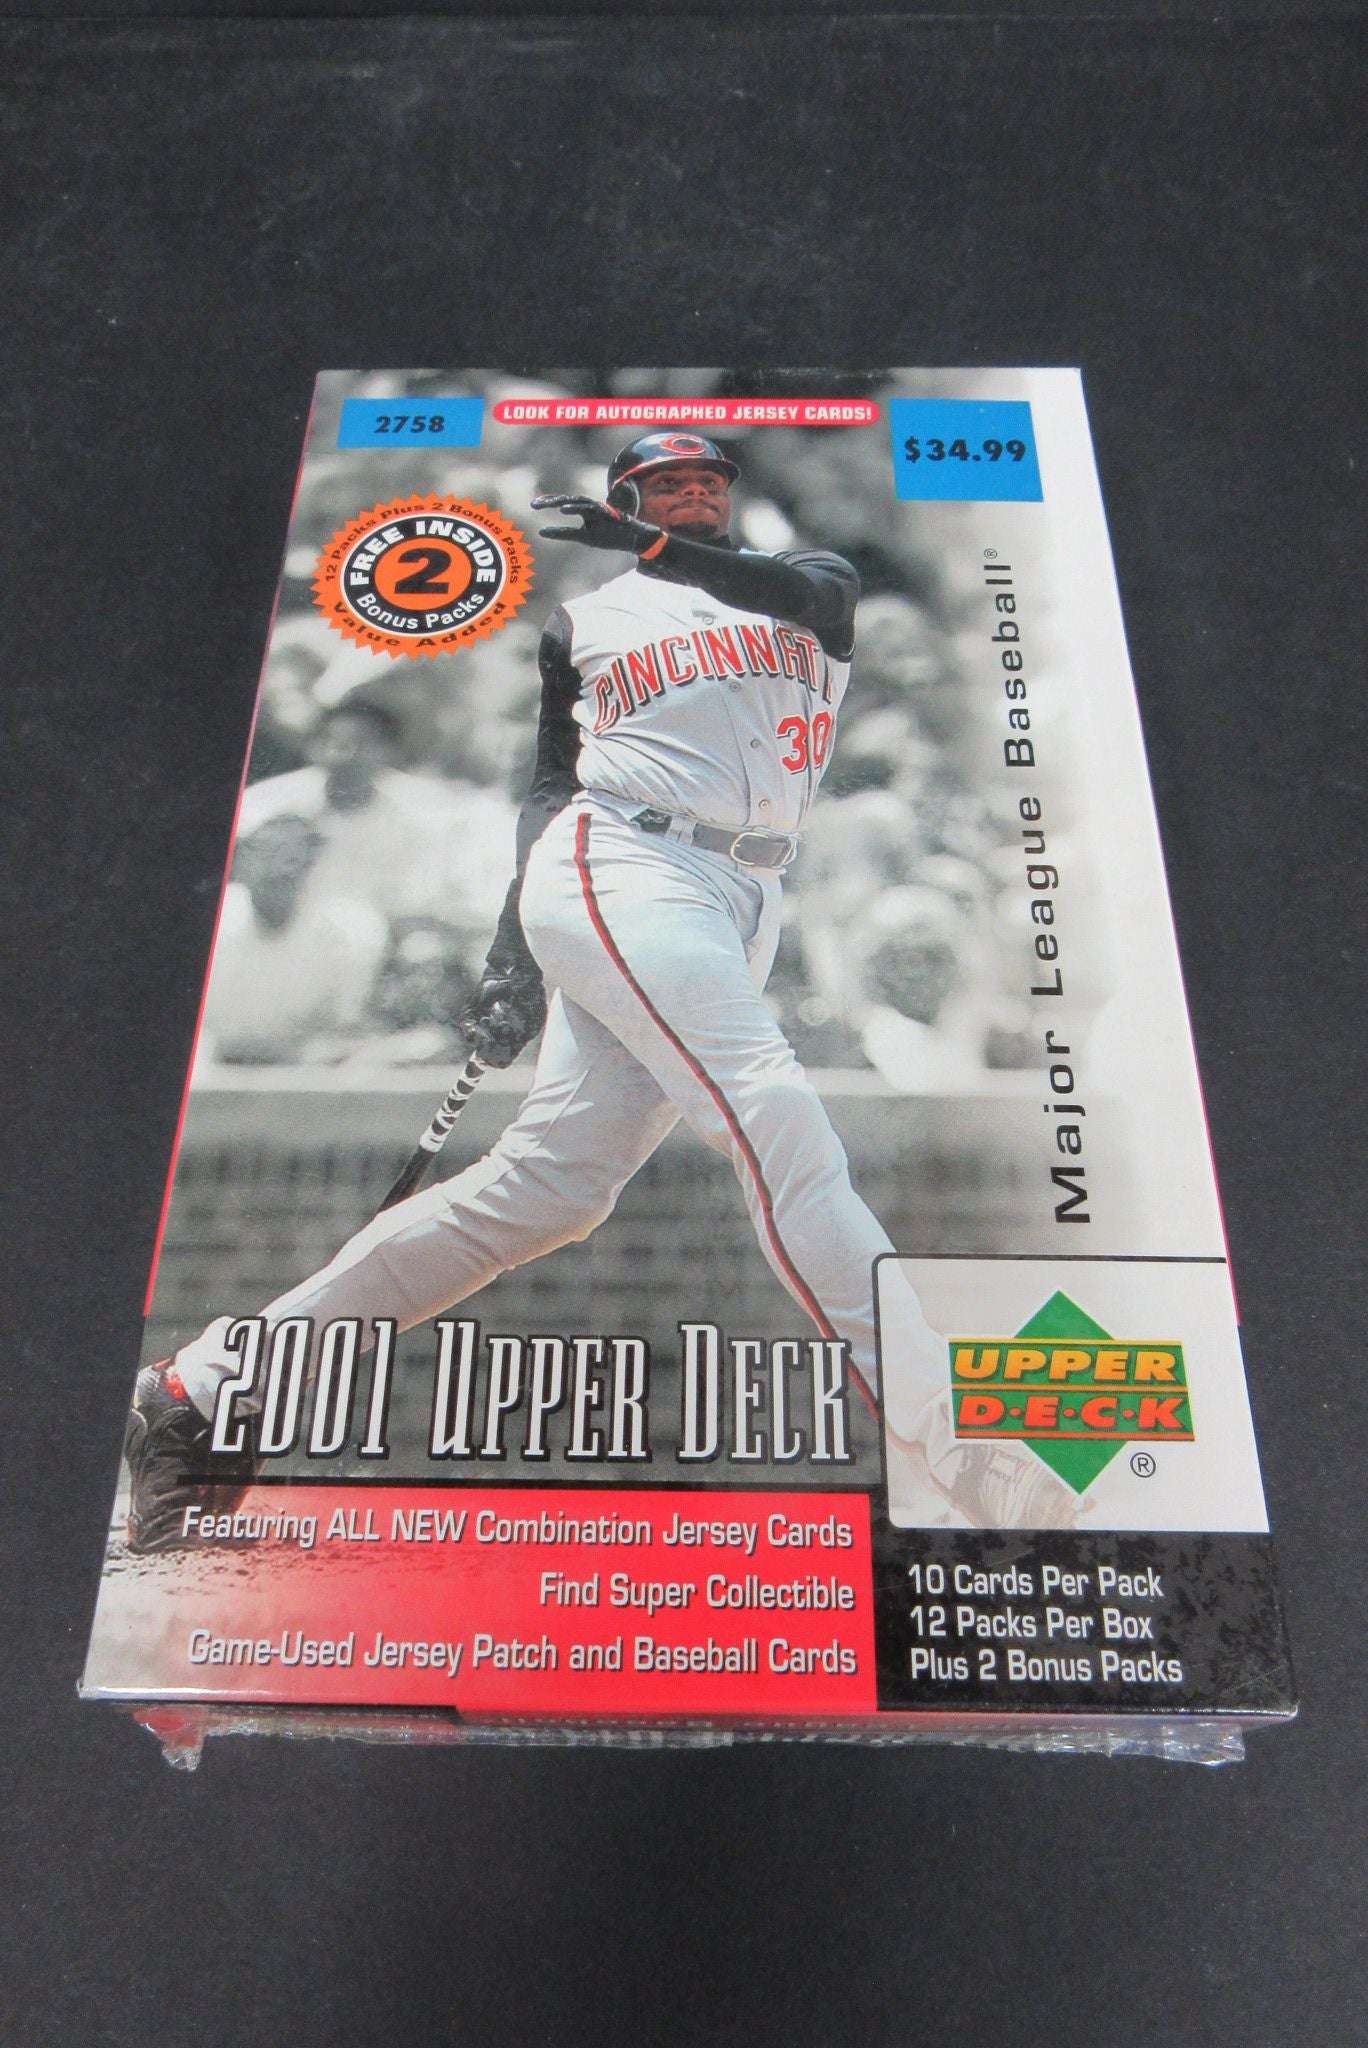 2758
LOOK FOR AUTOGRAPHED JERSEY CARDS!
$34.99
12 Packs Plus 2 Bonus Packs
FREE INSIDE
2
Bonus Packs
Value Added
CINCINNATI
30
Major League Baseball®
2001 UPPER DECK
UPPER
D·E·C·K
®
Featuring ALL NEW Combination Jersey Cards
Find Super Collectible
Game-Used Jersey Patch and Baseball Cards
10 Cards Per Pack
12 Packs Per Box
Plus 2 Bonus Packs